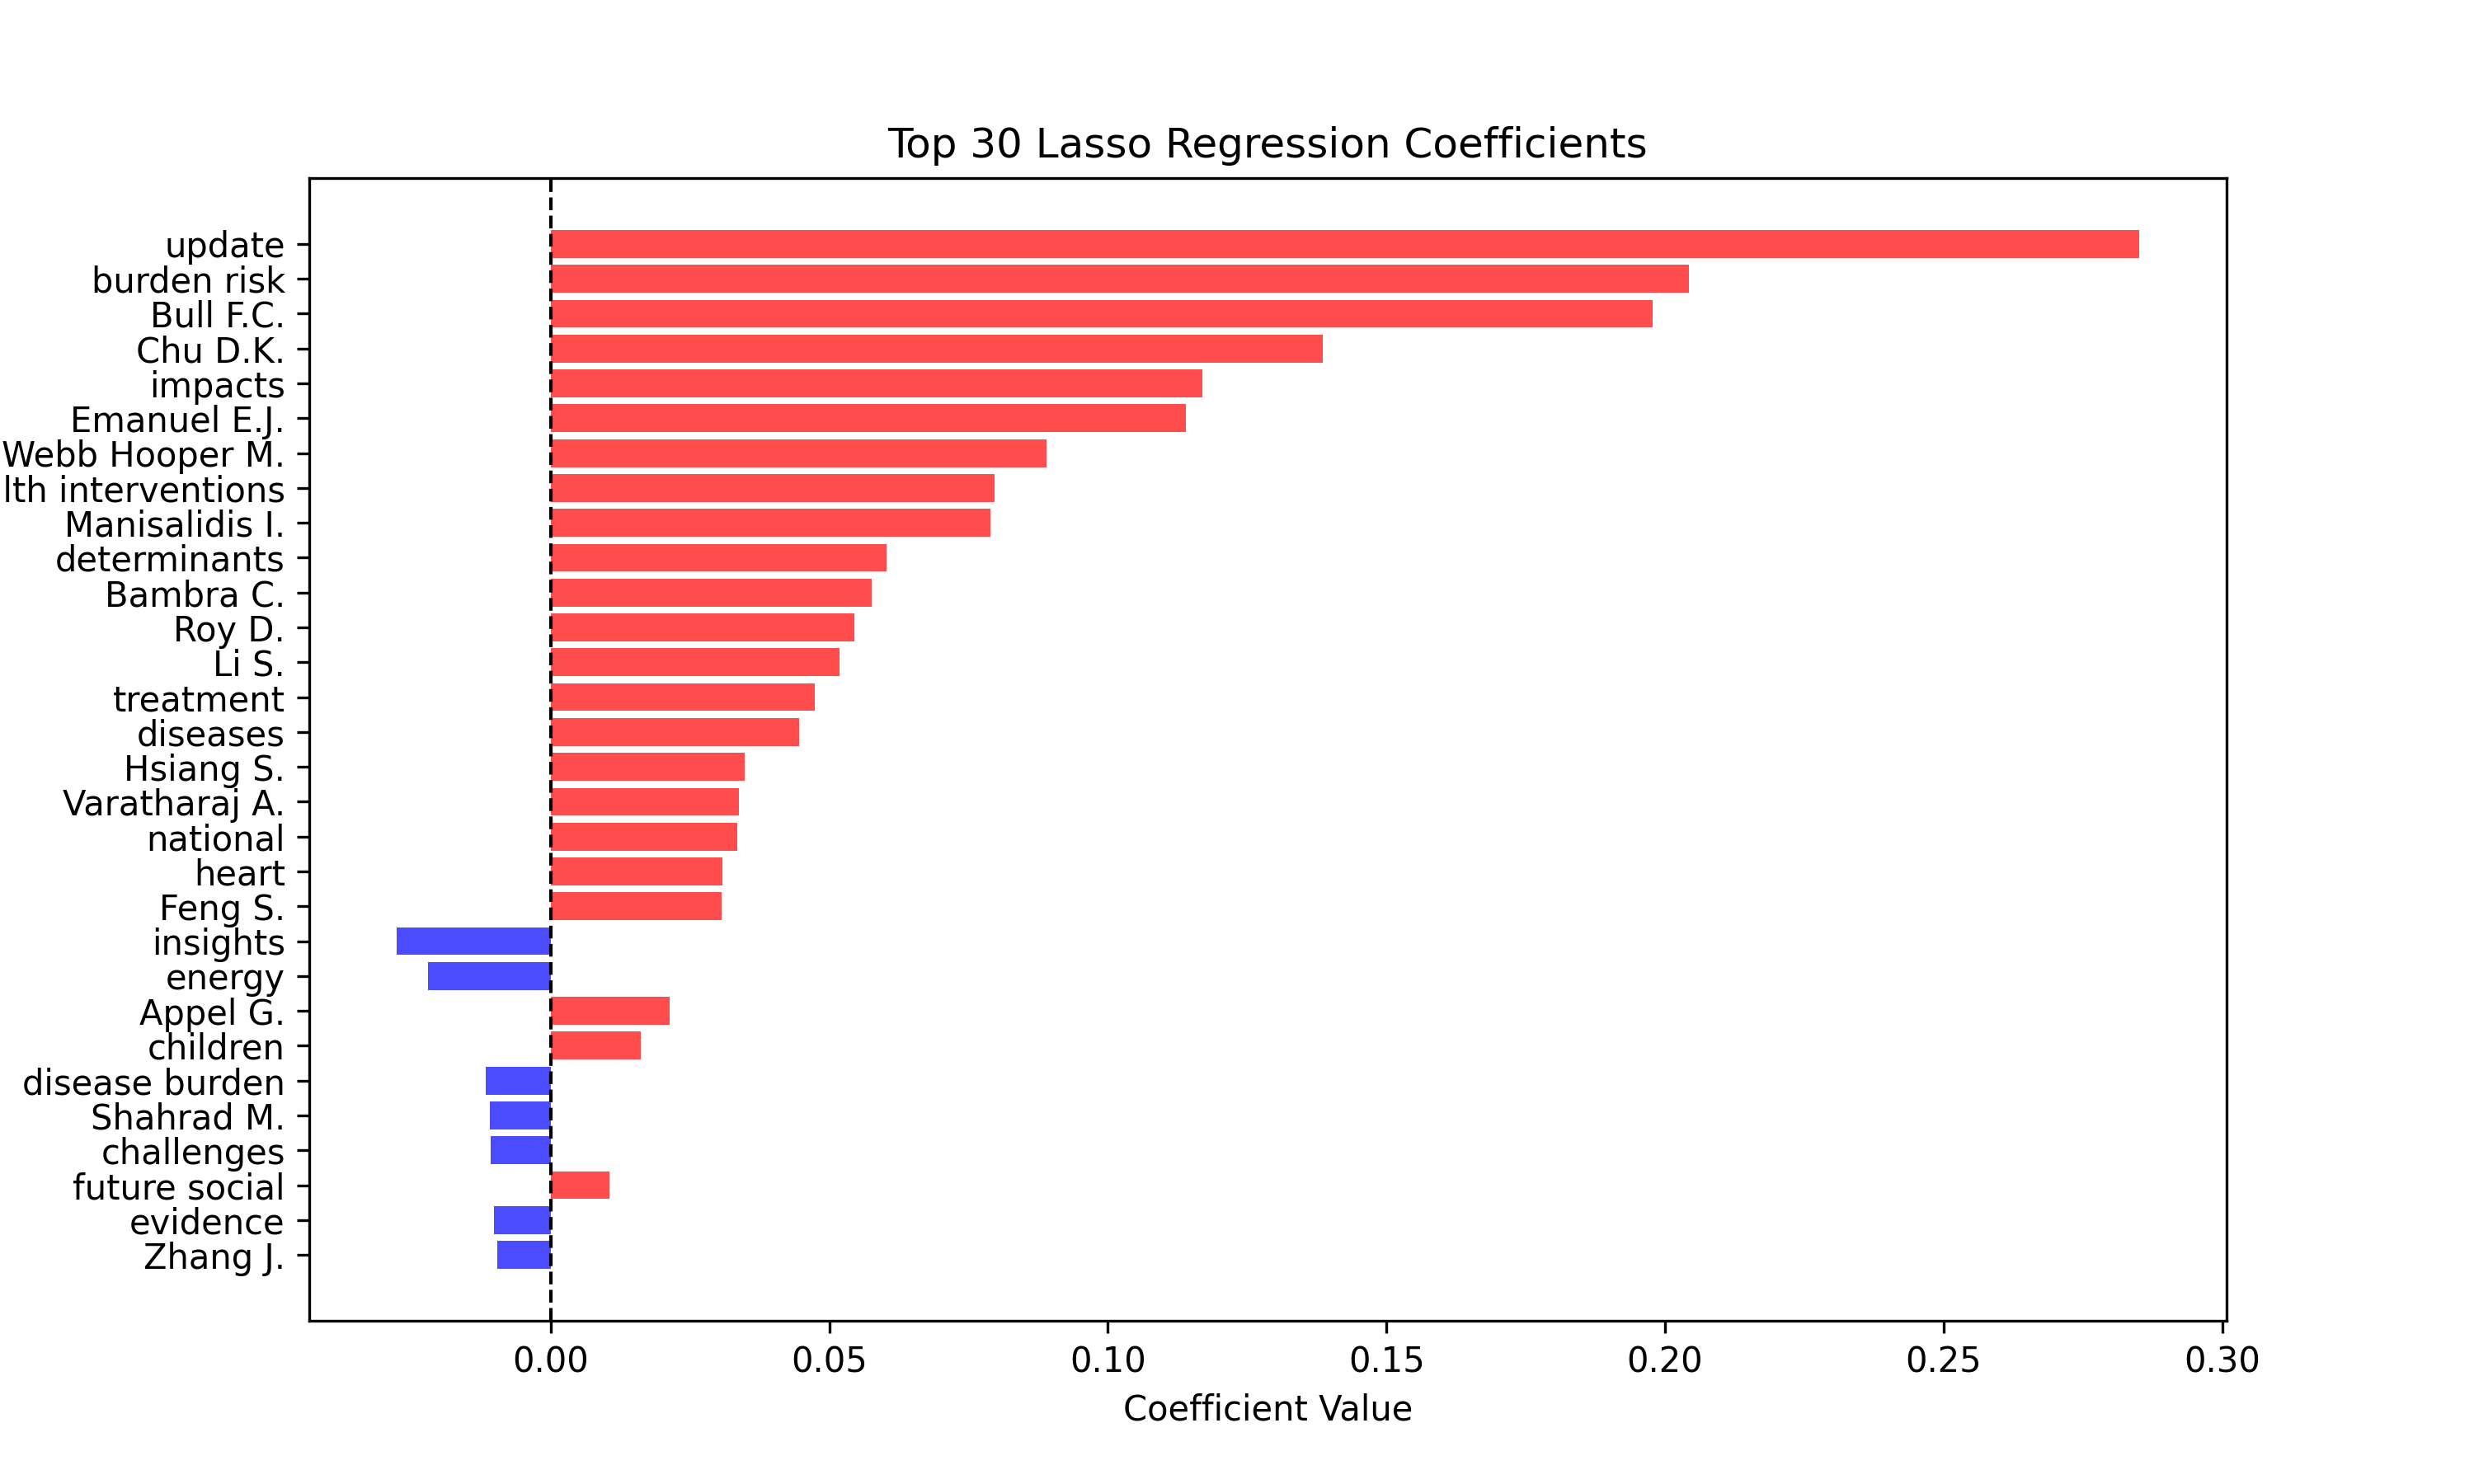 Top 30 Lasso Regression Coefficients
update
burden risk
Bull F.C.
Chu D.K.
impacts
Emanuel E.J.
Webb Hooper M.
lth interventions
Manisalidis I.
determinants
Bambra C.
Roy D.
Li S.
treatment
diseases
Hsiang S.
Varatharaj A.
national
heart
Feng S.
insights
energy
Appel G.
children
disease burden
Shahrad M.
challenges
future social
evidence
Zhang J.
0.00 0.05 0.10 0.15 0.20 0.25 0.30
Coefficient Value